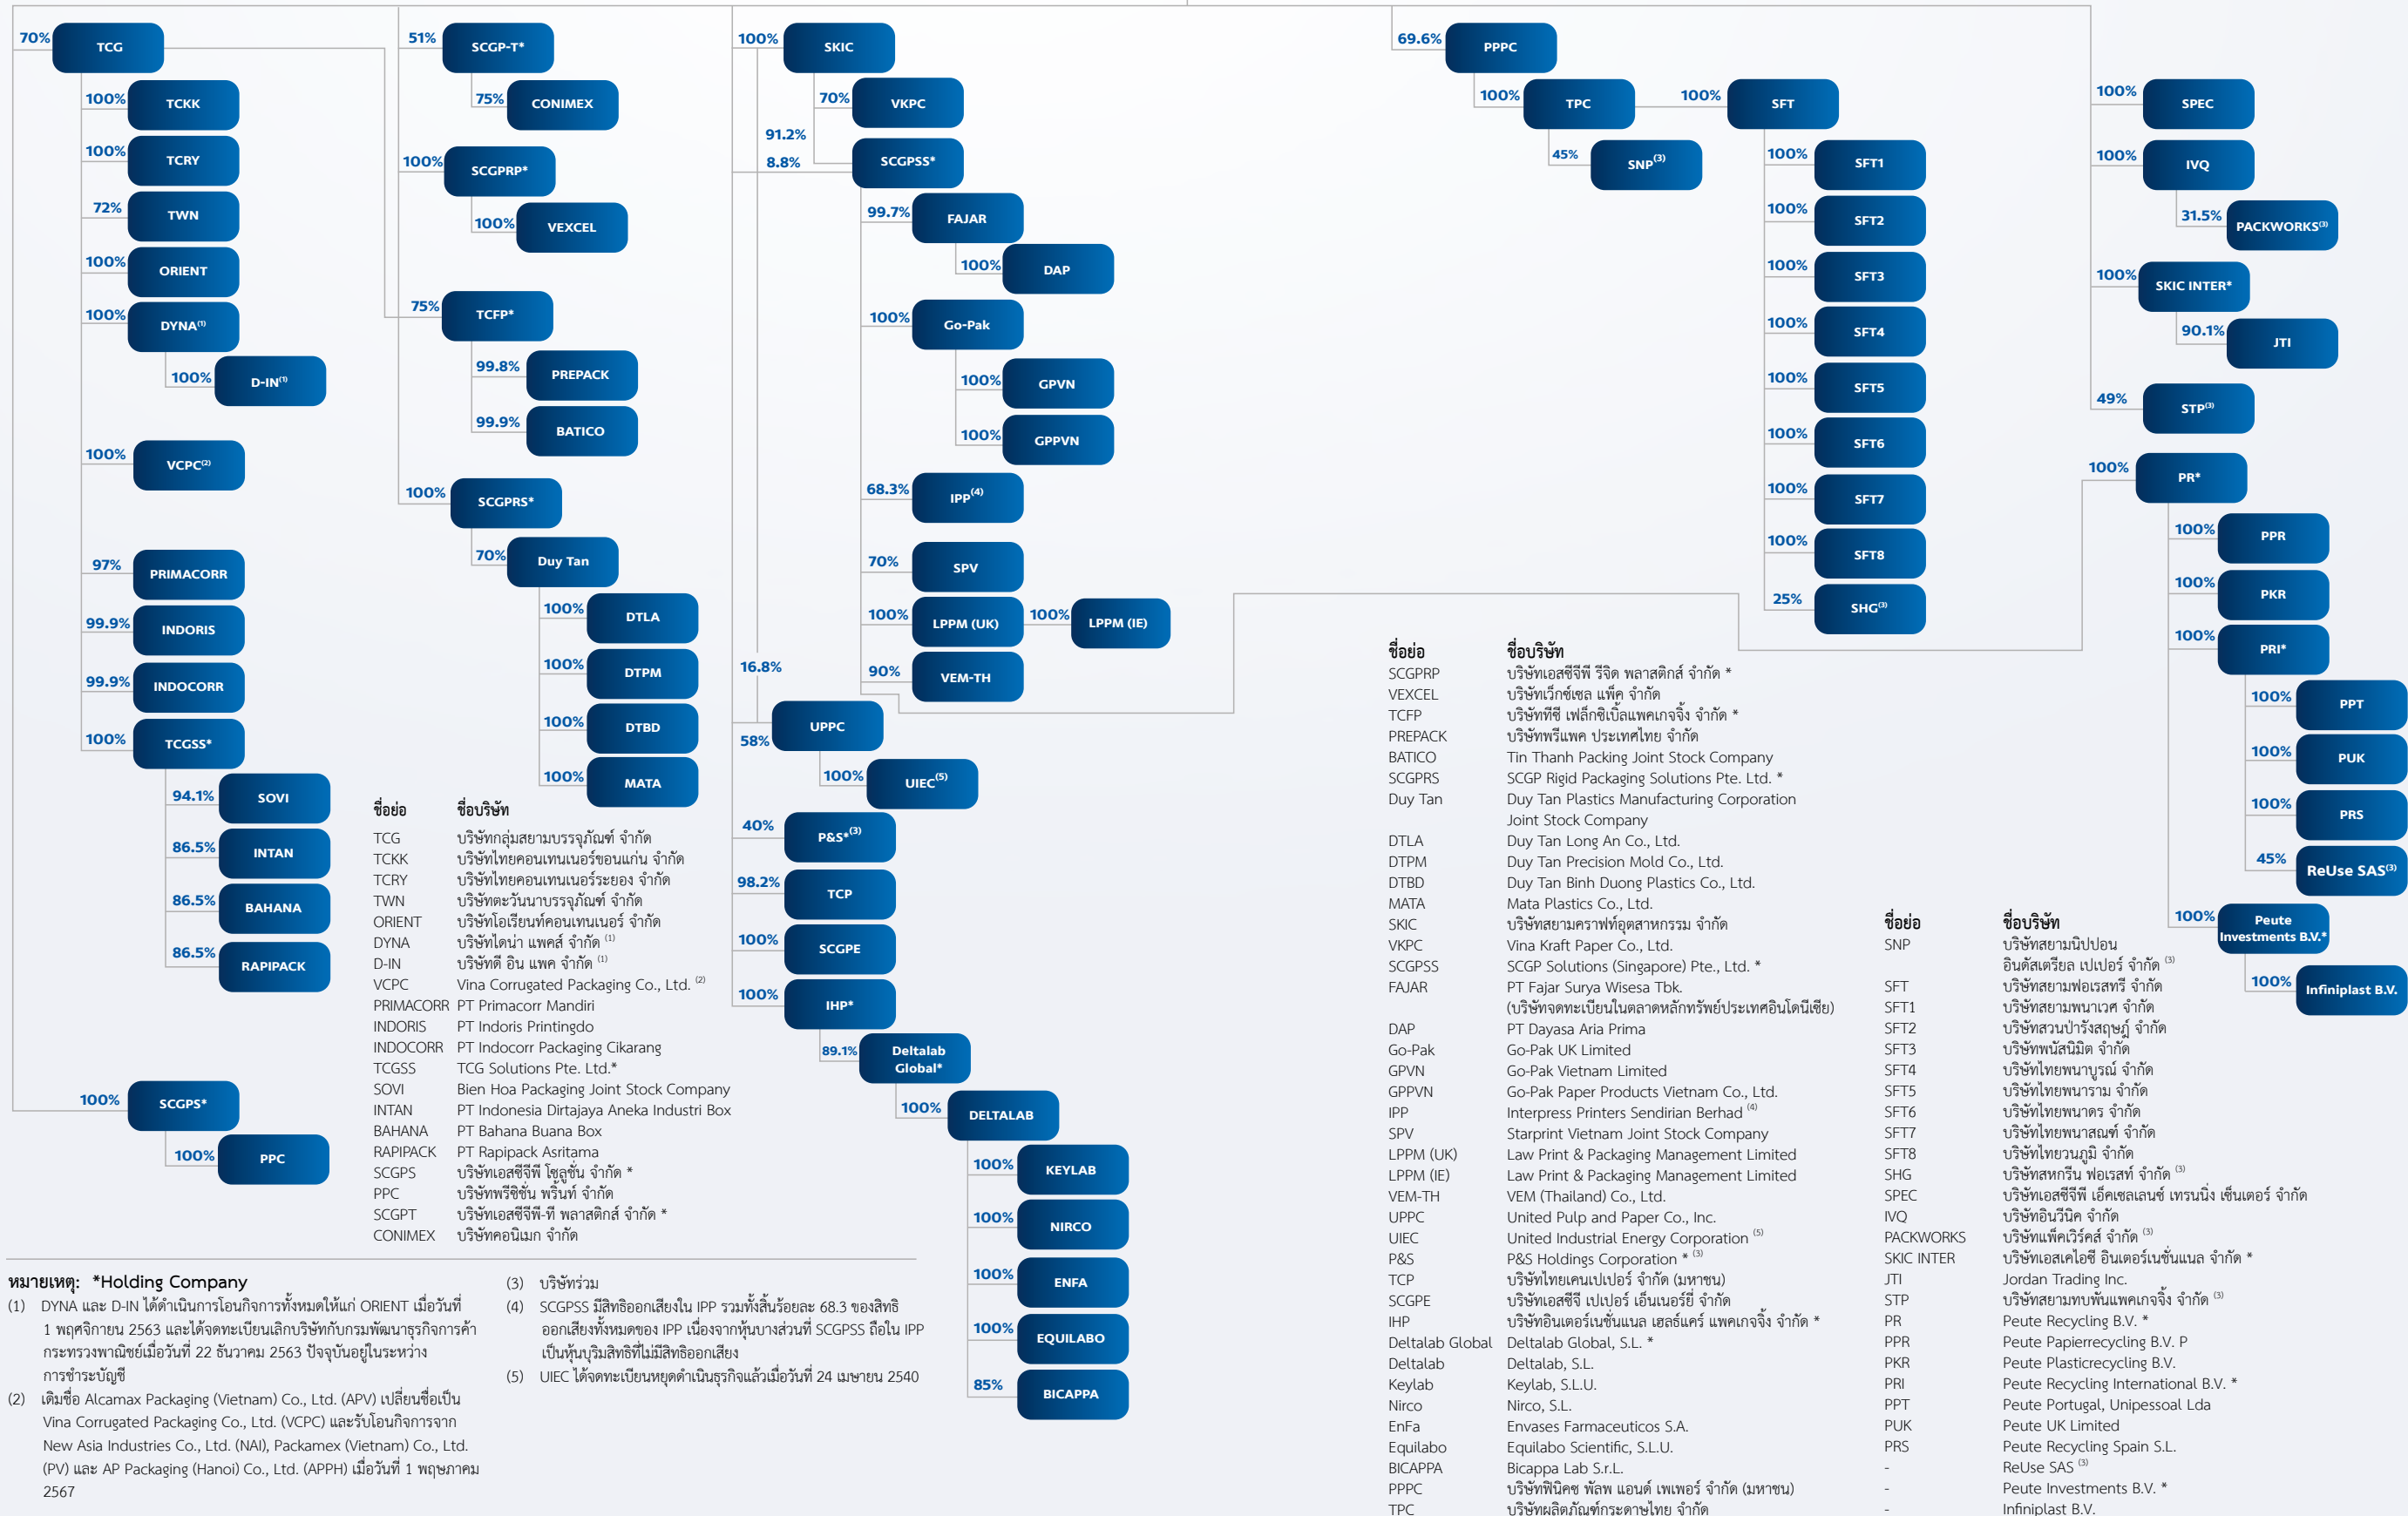 70%
TCG
100%
TCKK
100%
TCRY
72%
TWN
100%
ORIENT
100%
DYNA(1)
100%
D-IN(1)
100%
VCPC(2)
97%
PRIMACORR
99.9%
INDORIS
99.9%
INDOCORR
100%
TCGSS*
94.1%
SOVI
86.5%
INTAN
86.5%
BAHANA
86.5%
RAPIPACK
100%
SCGPS*
100%
PPC
51%
SCGP-T*
75%
CONIMEX
100%
SCGPRP*
100%
VEXCEL
75%
TCFP*
99.8%
PREPACK
99.9%
BATICO
100%
SCGPRS*
70%
Duy Tan
100%
DTLA
100%
DTPM
100%
DTBD
100%
MATA
100%
SKIC
70%
VKPC
91.2%
8.8%
SCGPSS*
99.7%
FAJAR
100%
DAP
100%
Go-Pak
100%
GPVN
100%
GPPVN
68.3%
IPP(4)
70%
SPV
100%
LPPM (UK)
100%
LPPM (IE)
90%
VEM-TH
16.8%
58%
UPPC
100%
UIEC(5)
40%
P&S*(3)
98.2%
TCP
100%
SCGPE
100%
IHP*
89.1%
Deltalab
Global*
100%
DELTALAB
100%
KEYLAB
100%
NIRCO
100%
ENFA
100%
EQUILABO
85%
BICAPPA
69.6%
PPPC
100%
TPC
45%
SNP(3)
100%
SFT
100%
SFT1
100%
SFT2
100%
SFT3
100%
SFT4
100%
SFT5
100%
SFT6
100%
SFT7
100%
SFT8
25%
SHG(3)
100%
SPEC
100%
IVQ
31.5%
PACKWORKS(3)
100%
SKIC INTER*
90.1%
JTI
49%
STP(3)
100%
PR*
100%
PPR
100%
PKR
100%
PRI*
100%
PPT
100%
PUK
100%
PRS
45%
ReUse SAS(3)
100%
Peute
Investments B.V.*
100%
Infiniplast B.V.
ชื่อย่อ ชื่อบริษัท
TCG บริษัทกลุ่มสยามบรรจุภัณฑ์ จำกัด
TCKK บริษัทไทยคอนเทนเนอร์ขอนแก่น จำกัด
TCRY บริษัทไทยคอนเทนเนอร์ระยอง จำกัด
TWN บริษัทตะวันนาบรรจุภัณฑ์ จำกัด
ORIENT บริษัทโอเรียนท์คอนเทนเนอร์ จำกัด
DYNA บริษัทไดน่า แพคส์ จำกัด (1)
D-IN บริษัทดี อิน แพค จำกัด (1)
VCPC Vina Corrugated Packaging Co., Ltd. (2)
PRIMACORR PT Primacorr Mandiri
INDORIS PT Indoris Printingdo
INDOCORR PT Indocorr Packaging Cikarang
TCGSS TCG Solutions Pte. Ltd.*
SOVI Bien Hoa Packaging Joint Stock Company
INTAN PT Indonesia Dirtajaya Aneka Industri Box
BAHANA PT Bahana Buana Box
RAPIPACK PT Rapipack Asritama
SCGPS บริษัทเอสซีจีพี โซลูชั่น จำกัด *
PPC บริษัทพรีซิชั่น พริ้นท์ จำกัด
SCGPT บริษัทเอสซีจีพี-ที พลาสติกส์ จำกัด *
CONIMEX บริษัทคอนิเมก จำกัด
ชื่อย่อ ชื่อบริษัท
SCGPRP บริษัทเอสซีจีพี รีจิด พลาสติกส์ จำกัด *
VEXCEL บริษัทเว็กซ์เซล แพ็ค จำกัด
TCFP บริษัททีซี เฟล็กซิเบิ้ลแพคเกจจิ้ง จำกัด *
PREPACK บริษัทพรีแพค ประเทศไทย จำกัด
BATICO Tin Thanh Packing Joint Stock Company
SCGPRS SCGP Rigid Packaging Solutions Pte. Ltd. *
Duy Tan Duy Tan Plastics Manufacturing Corporation
Joint Stock Company
DTLA Duy Tan Long An Co., Ltd.
DTPM Duy Tan Precision Mold Co., Ltd.
DTBD Duy Tan Binh Duong Plastics Co., Ltd.
MATA Mata Plastics Co., Ltd.
SKIC บริษัทสยามคราฟท์อุตสาหกรรม จำกัด
VKPC Vina Kraft Paper Co., Ltd.
SCGPSS SCGP Solutions (Singapore) Pte., Ltd. *
FAJAR PT Fajar Surya Wisesa Tbk.
(บริษัทจดทะเบียนในตลาดหลักทรัพย์ประเทศอินโดนีเซีย)
DAP PT Dayasa Aria Prima
Go-Pak Go-Pak UK Limited
GPVN Go-Pak Vietnam Limited
GPPVN Go-Pak Paper Products Vietnam Co., Ltd.
IPP Interpress Printers Sendirian Berhad (4)
SPV Starprint Vietnam Joint Stock Company
LPPM (UK) Law Print & Packaging Management Limited
LPPM (IE) Law Print & Packaging Management Limited
VEM-TH VEM (Thailand) Co., Ltd.
UPPC United Pulp and Paper Co., Inc.
UIEC United Industrial Energy Corporation (5)
P&S P&S Holdings Corporation * (3)
TCP บริษัทไทยเคนเปเปอร์ จำกัด (มหาชน)
SCGPE บริษัทเอสซีจี เปเปอร์ เอ็นเนอร์ยี่ จำกัด
IHP บริษัทอินเตอร์เนชั่นแนล เฮลธ์แคร์ แพคเกจจิ้ง จำกัด *
Deltalab Global Deltalab Global, S.L. *
Deltalab Deltalab, S.L.
Keylab Keylab, S.L.U.
Nirco Nirco, S.L.
EnFa Envases Farmaceuticos S.A.
Equilabo Equilabo Scientific, S.L.U.
BICAPPA Bicappa Lab S.r.L.
PPPC บริษัทฟินิคซ พัลพ แอนด์ เพเพอร์ จำกัด (มหาชน)
TPC บริษัทผลิตภัณฑ์กระดาษไทย จำกัด
ชื่อย่อ ชื่อบริษัท
SNP บริษัทสยามนิปปอน
อินดัสเตรียล เปเปอร์ จำกัด (3)
SFT บริษัทสยามฟอเรสทรี จำกัด
SFT1 บริษัทสยามพนาเวศ จำกัด
SFT2 บริษัทสวนป่ารังสฤษฎ์ จำกัด
SFT3 บริษัทพนัสนิมิต จำกัด
SFT4 บริษัทไทยพนาบูรณ์ จำกัด
SFT5 บริษัทไทยพนาราม จำกัด
SFT6 บริษัทไทยพนาดร จำกัด
SFT7 บริษัทไทยพนาสณฑ์ จำกัด
SFT8 บริษัทไทยวนภูมิ จำกัด
SHG บริษัทสหกรีน ฟอเรสท์ จำกัด (3)
SPEC บริษัทเอสซีจีพี เอ็คเซลเลนซ์ เทรนนิ่ง เซ็นเตอร์ จำกัด
IVQ บริษัทอินวีนิค จำกัด
PACKWORKS บริษัทแพ็คเวิร์คส์ จำกัด (3)
SKIC INTER บริษัทเอสเคไอซี อินเตอร์เนชั่นแนล จำกัด *
JTI Jordan Trading Inc.
STP บริษัทสยามทบพันแพคเกจจิ้ง จำกัด (3)
PR Peute Recycling B.V. *
PPR Peute Papierrecycling B.V. P
PKR Peute Plasticrecycling B.V.
PRI Peute Recycling International B.V. *
PPT Peute Portugal, Unipessoal Lda
PUK Peute UK Limited
PRS Peute Recycling Spain S.L.
- ReUse SAS (3)
- Peute Investments B.V. *
- Infiniplast B.V.
หมายเหตุ: *Holding Company
(1) DYNA และ D-IN ได้ดำเนินการโอนกิจการทั้งหมดให้แก่ ORIENT เมื่อวันที่
1 พฤศจิกายน 2563 และได้จดทะเบียนเลิกบริษัทกับกรมพัฒนาธุรกิจการค้า
กระทรวงพาณิชย์เมื่อวันที่ 22 ธันวาคม 2563 ปัจจุบันอยู่ในระหว่าง
การชำระบัญชี
(2) เดิมชื่อ Alcamax Packaging (Vietnam) Co., Ltd. (APV) เปลี่ยนชื่อเป็น
Vina Corrugated Packaging Co., Ltd. (VCPC) และรับโอนกิจการจาก
New Asia Industries Co., Ltd. (NAI), Packamex (Vietnam) Co., Ltd.
(PV) และ AP Packaging (Hanoi) Co., Ltd. (APPH) เมื่อวันที่ 1 พฤษภาคม
2567
(3) บริษัทร่วม
(4) SCGPSS มีสิทธิออกเสียงใน IPP รวมทั้งสิ้นร้อยละ 68.3 ของสิทธิ
ออกเสียงทั้งหมดของ IPP เนื่องจากหุ้นบางส่วนที่ SCGPSS ถือใน IPP
เป็นหุ้นบุริมสิทธิที่ไม่มีสิทธิออกเสียง
(5) UIEC ได้จดทะเบียนหยุดดำเนินธุรกิจแล้วเมื่อวันที่ 24 เมษายน 2540